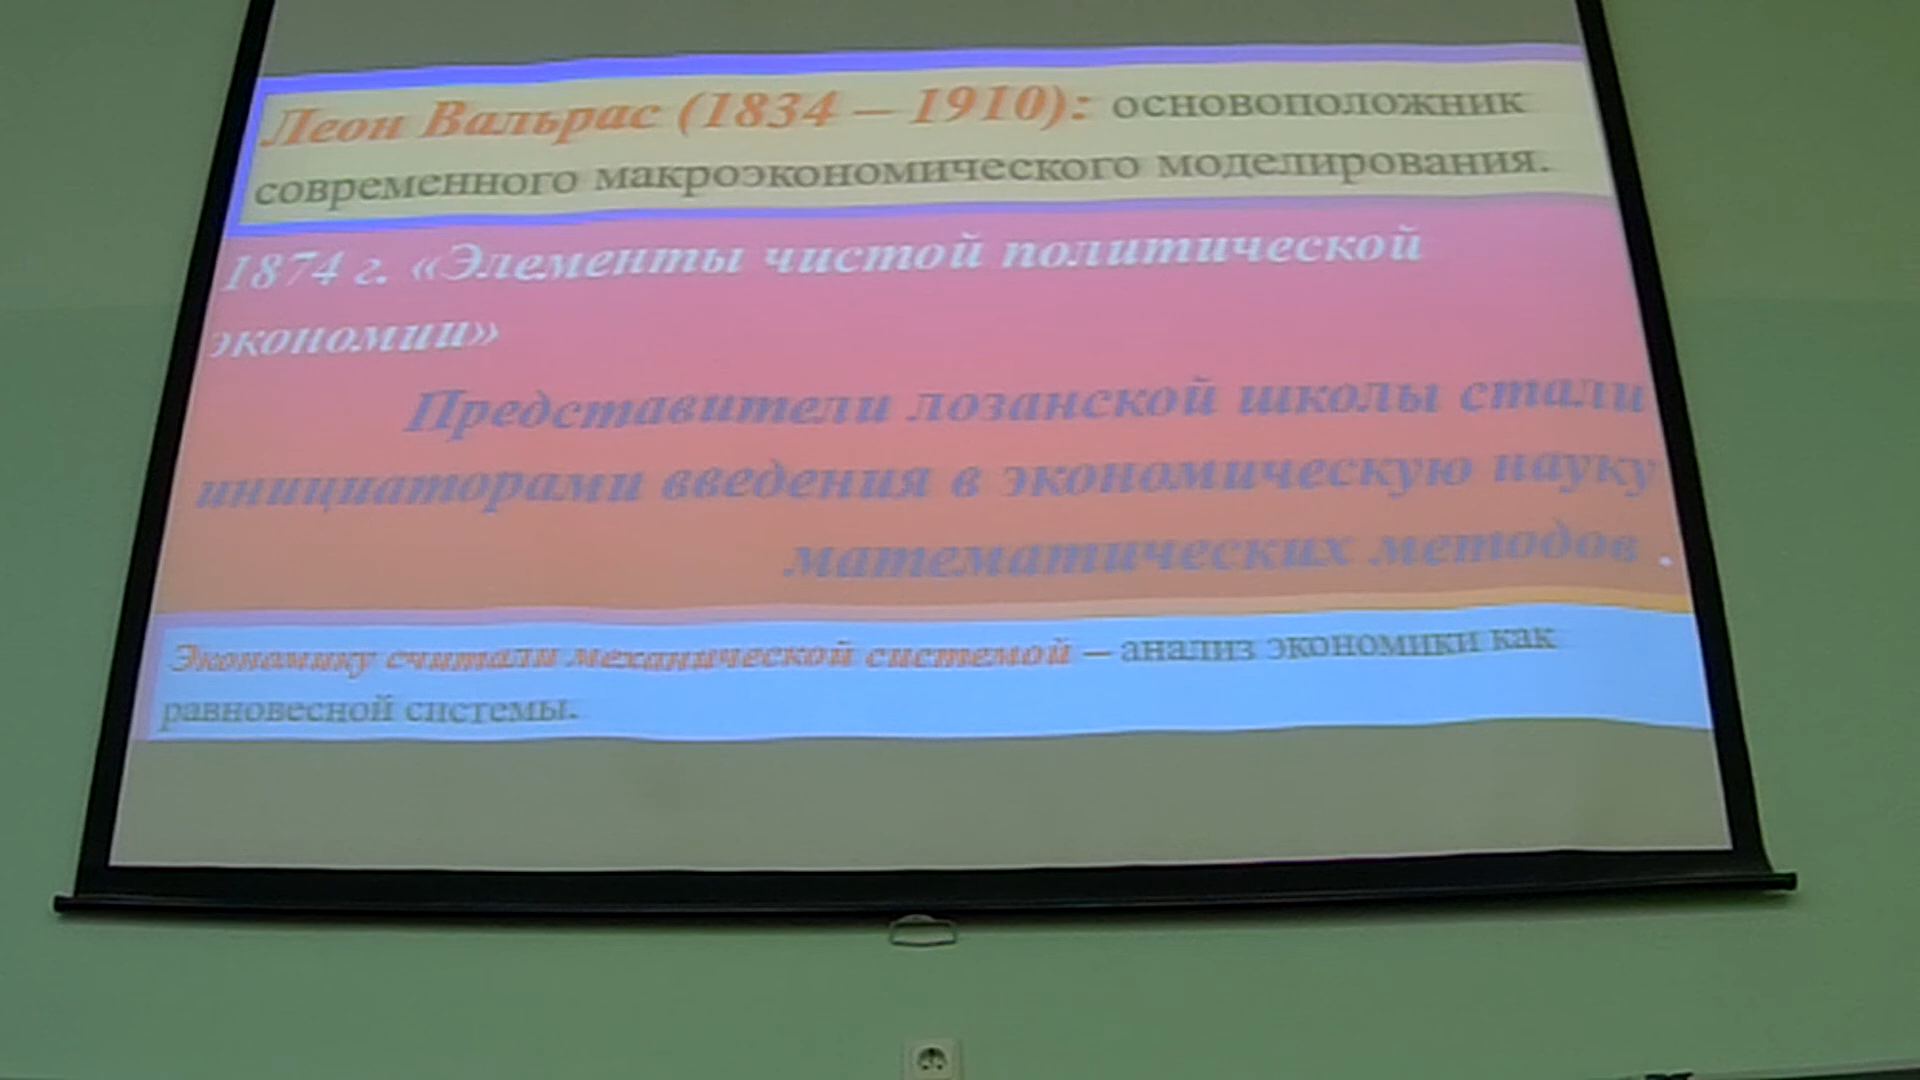 Леон Вальрас (1834 – 1910): основоположник
современного макроэкономического моделирования.
1874 г. «Элементы чистой политической
экономии»
Представители лозанской школы стали
инициаторами введения в экономическую науку
математических методов .
Экономику считали механической системой – анализ экономики как
равновесной системы.